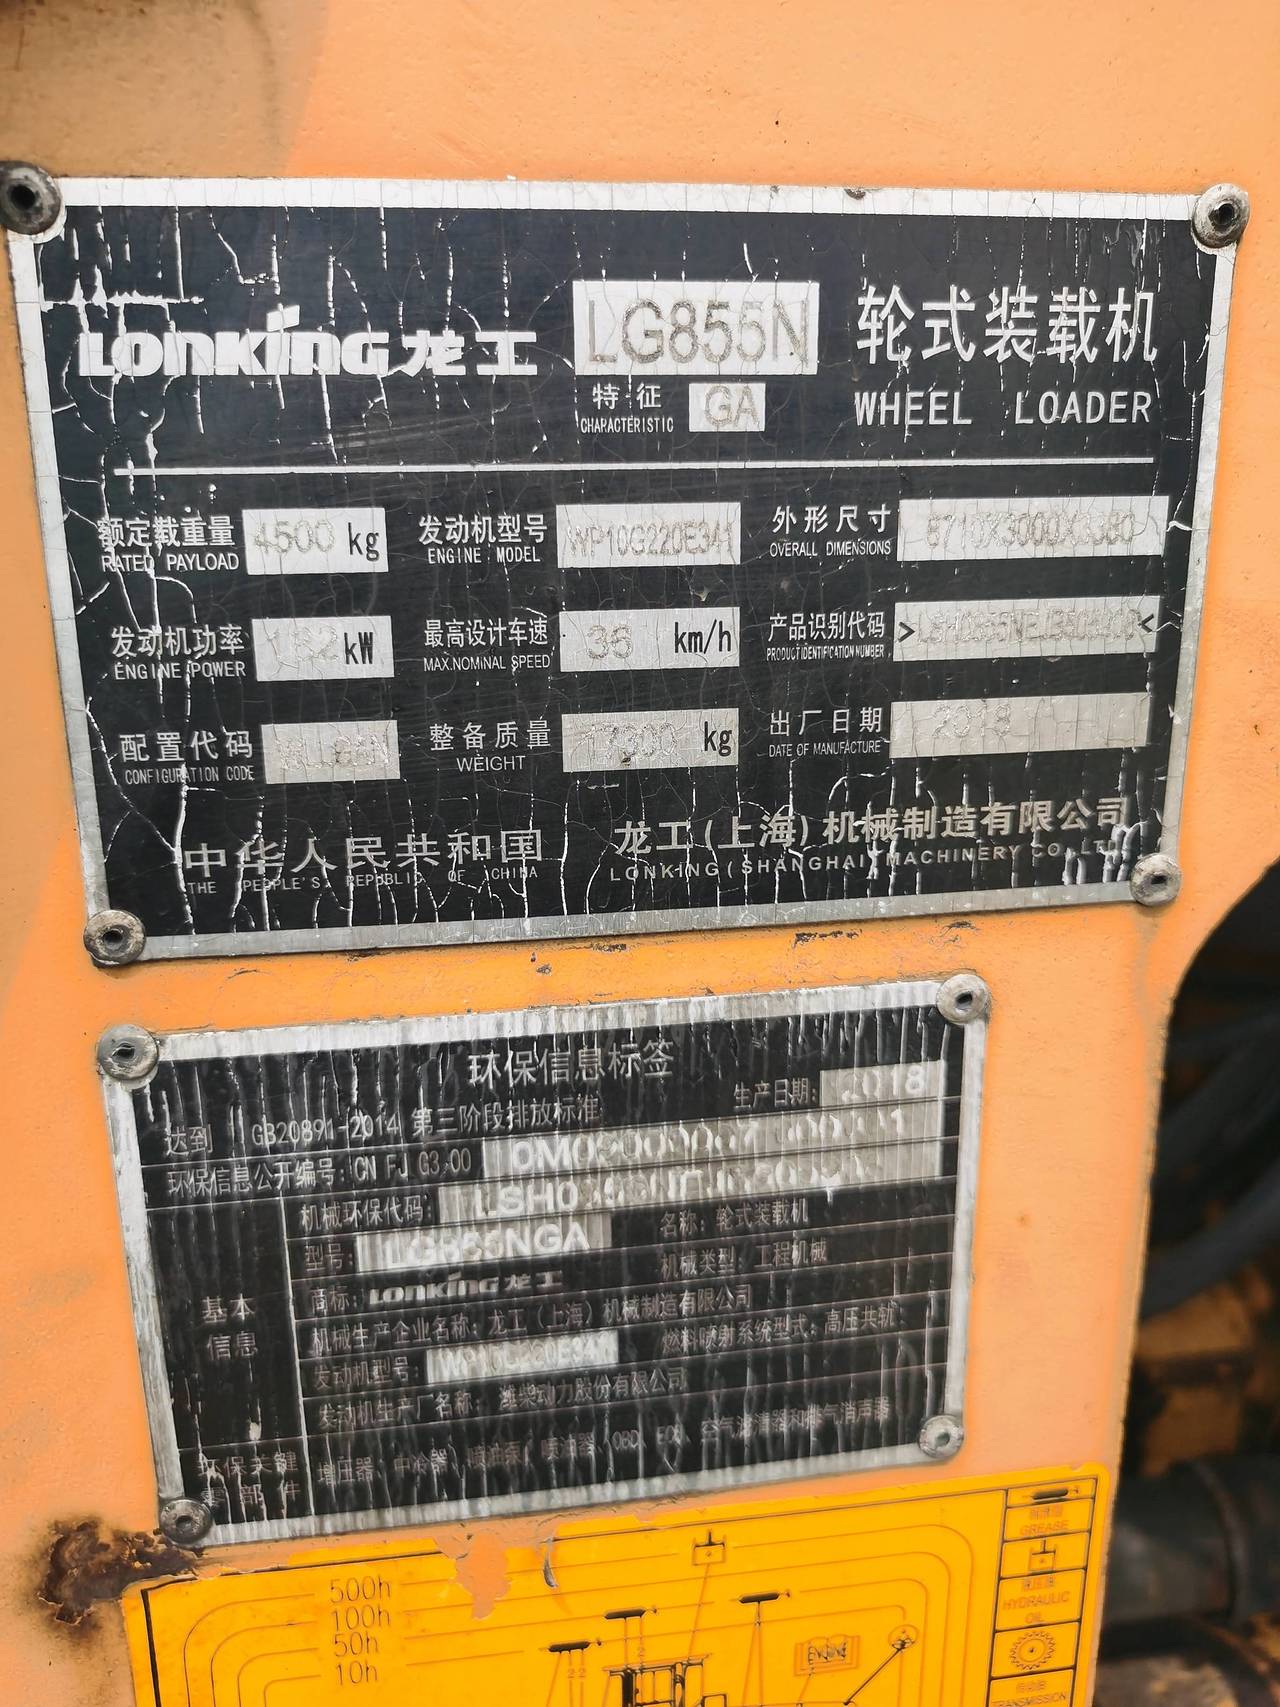 LONKING 龙工 LG855N 轮式装载机
特征 GA
CHARACTERISTIC
WHEEL LOADER
额定载重量 4500 kg 发动机型号 WP10G220E341 外形尺寸
RATED PAYLOAD ENGINE MODEL OVERALL DIMENSIONS
发动机功率 162 kW 最高设计车速 36 km/h 产品识别代码 > <
ENGINE POWER MAX.NOMINAL SPEED PRODUCT IDENTIFICATION NUMBER
配置代码 整备质量 17300 kg 出厂日期 2018
CONFIGURATION CODE WEIGHT DATE OF MANUFACTURE
中华人民共和国 龙工(上海)机械制造有限公司
THE PEOPLE'S REPUBLIC OF CHINA LONKING(SHANGHAI)MACHINERY CO.,LTD.
环保信息标签
达到 GB20891-2014 第三阶段排放标准 生产日期: 2018
环保信息公开编号: CN FJ G3 00
机械环保代码:
型号: LG855NGA 名称: 轮式装载机
商标: LONKING 龙工 机械类型: 工程机械
基本信息
机械生产企业名称: 龙工(上海)机械制造有限公司
发动机型号: WP10G220E341 燃料喷射系统型式: 高压共轨
发动机生产厂名称: 潍柴动力股份有限公司
环保关键零部件
增压器、中冷器、喷油泵、喷油器、OBD、ECU、空气滤清器和排气消声器
500h
100h
50h
10h
ENGINE
GREASE
HYDRAULIC
OIL
TRANSMISSION